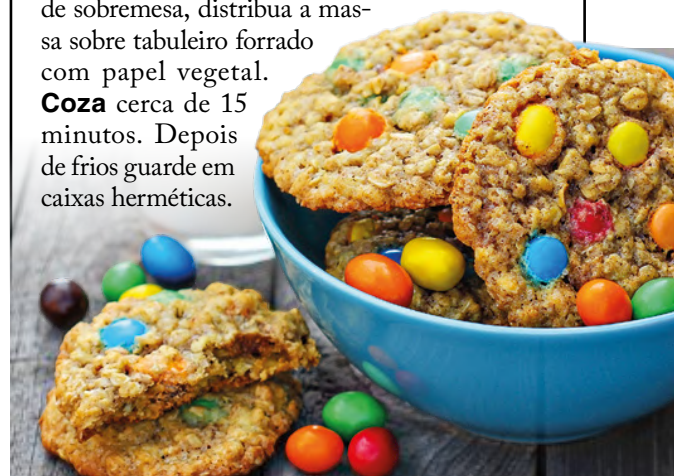 de sobremesa, distribua a mas-
sa sobre tabuleiro forrado
com papel vegetal.
Coza cerca de 15
minutos. Depois
de frios guarde em
caixas herméticas.